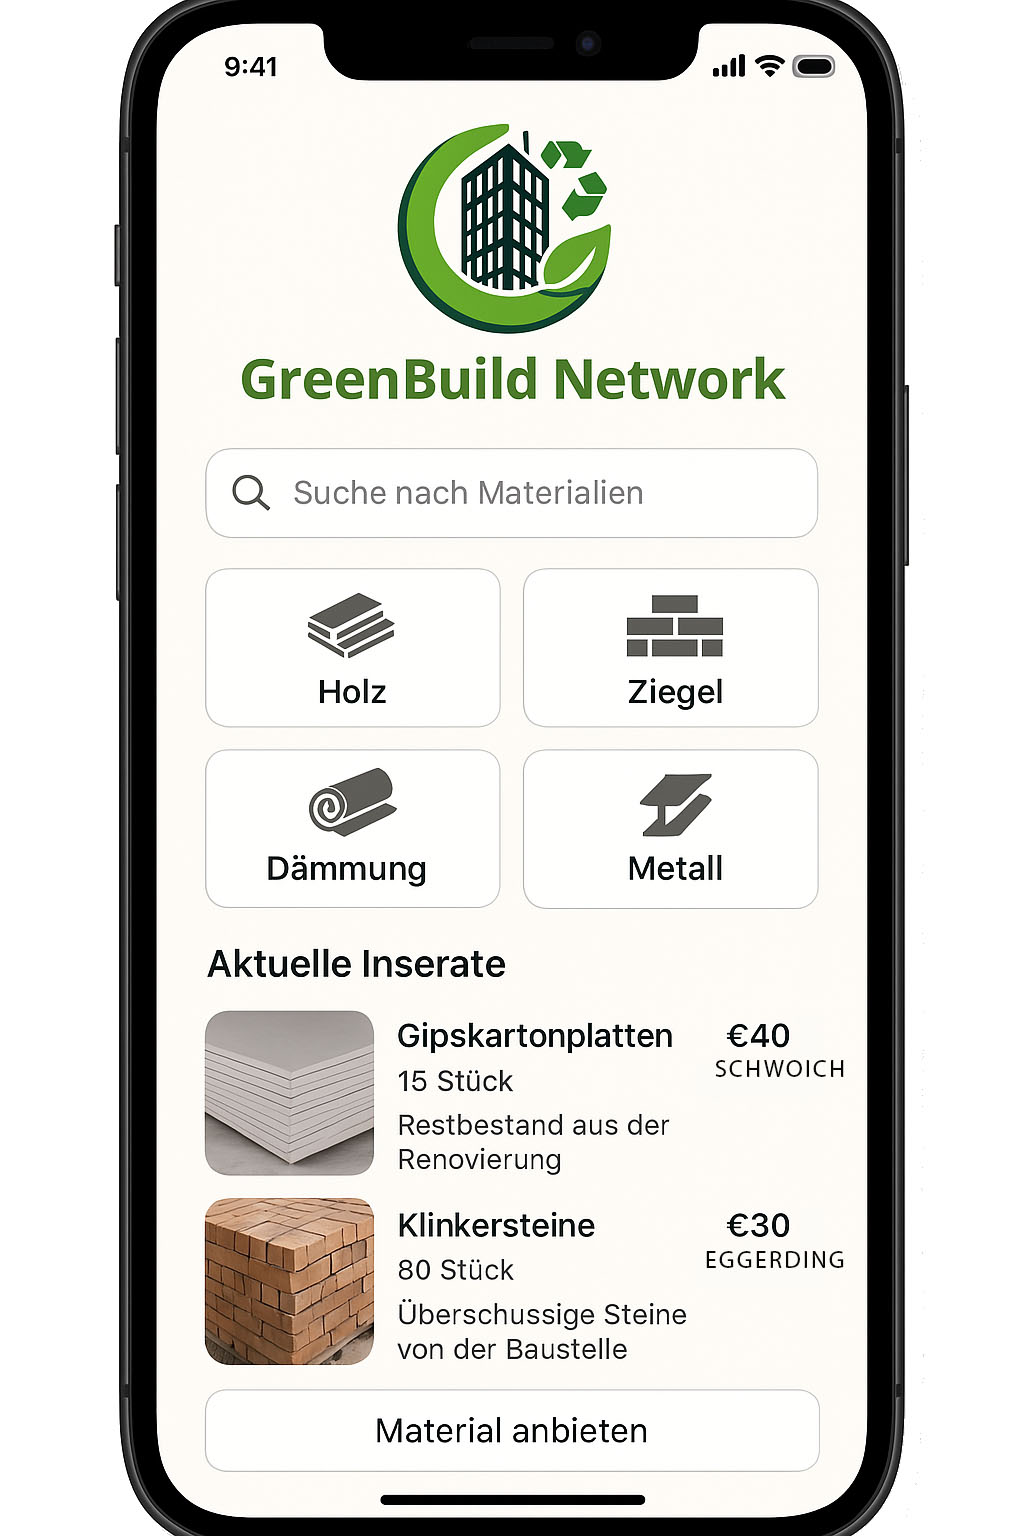 9:41
GreenBuild Network
Suche nach Materialien
Holz
Ziegel
Dämmung
Metall
Aktuelle Inserate
Gipskartonplatten
€40
SCHWOICH
15 Stück
Restbestand aus der
Renovierung
Klinkersteine
€30
EGGERDING
80 Stück
Überschussige Steine
von der Baustelle
Material anbieten